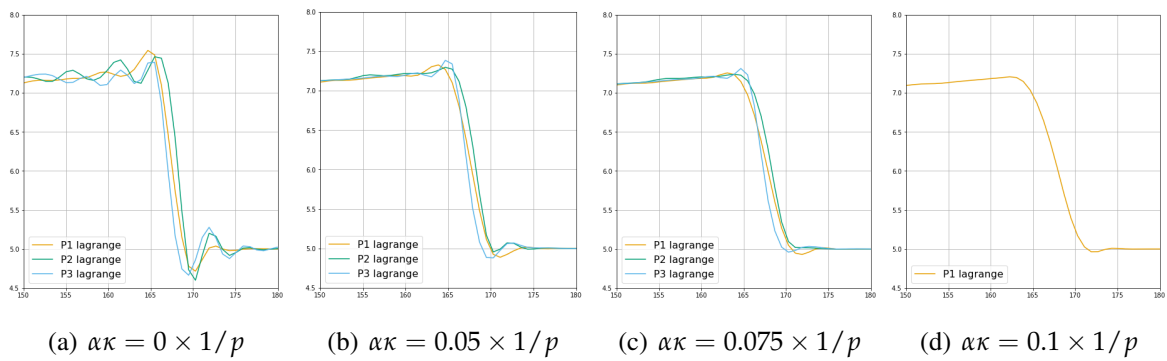 8.0
7.5
7.0
6.5
6.0
5.5
5.0
4.5
P1 lagrange
P2 lagrange
P3 lagrange
150 155 160 165 170 175 180
(a) ακ = 0 × 1/p
8.0
7.5
7.0
6.5
6.0
5.5
5.0
4.5
P1 lagrange
P2 lagrange
P3 lagrange
150 155 160 165 170 175 180
(b) ακ = 0.05 × 1/p
8.0
7.5
7.0
6.5
6.0
5.5
5.0
4.5
P1 lagrange
P2 lagrange
P3 lagrange
150 155 160 165 170 175 180
(c) ακ = 0.075 × 1/p
8.0
7.5
7.0
6.5
6.0
5.5
5.0
4.5
P1 lagrange
150 155 160 165 170 175 180
(d) ακ = 0.1 × 1/p